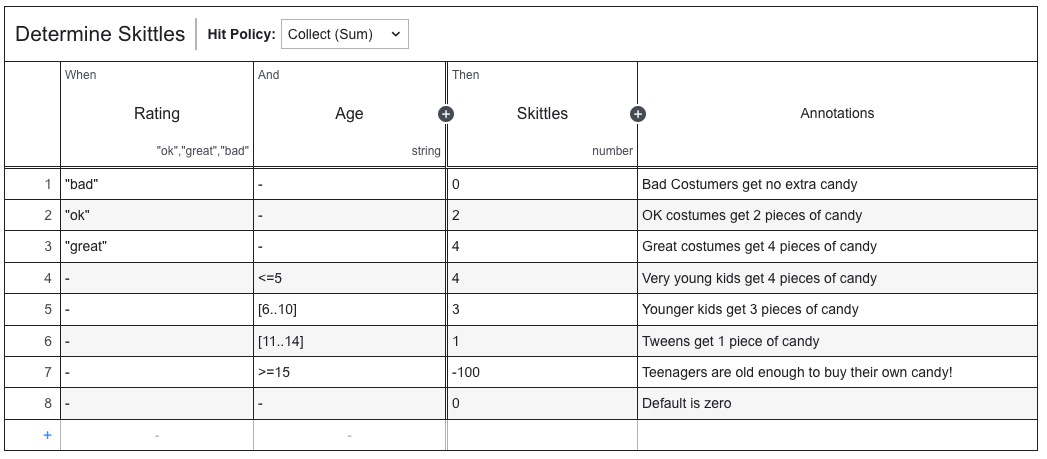 Determine Skittles Hit Policy: Collect (Sum)
When And Then
Rating Age Skittles Annotations
"ok","great","bad" string number
1 "bad" - 0 Bad Costumers get no extra candy
2 "ok" - 2 OK costumes get 2 pieces of candy
3 "great" - 4 Great costumes get 4 pieces of candy
4 - <=5 4 Very young kids get 4 pieces of candy
5 - [6..10] 3 Younger kids get 3 pieces of candy
6 - [11..14] 1 Tweens get 1 piece of candy
7 - >=15 -100 Teenagers are old enough to buy their own candy!
8 - - 0 Default is zero
+ - -